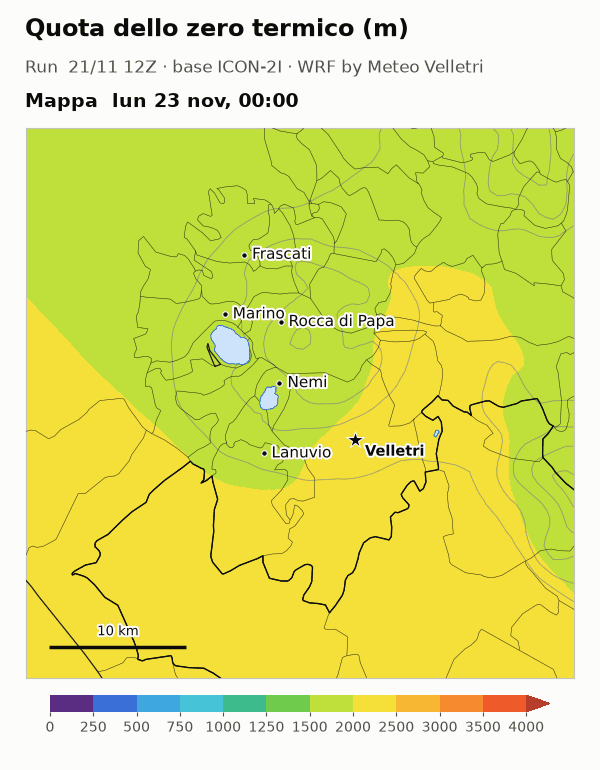 Quota dello zero termico (m)
Run  21/11 12Z · base ICON-2I · WRF by Meteo Velletri
Mappa  lun 23 nov, 00:00
Frascati
Marino
Rocca di Papa
Nemi
Velletri
Lanuvio
10 km
0 250 500 750 1000 1250 1500 2000 2500 3000 3500 4000